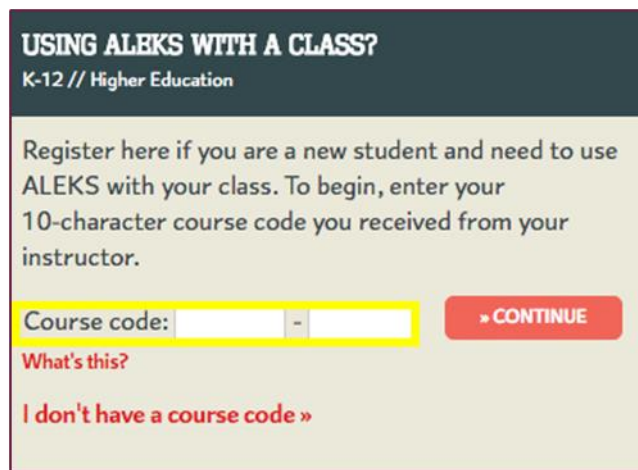 USING ALEKS WITH A CLASS?
K-12 // Higher Education
Register here if you are a new student and need to use
ALEKS with your class. To begin, enter your
10-character course code you received from your
instructor.
Course code: -
» CONTINUE
What's this?
I don't have a course code »